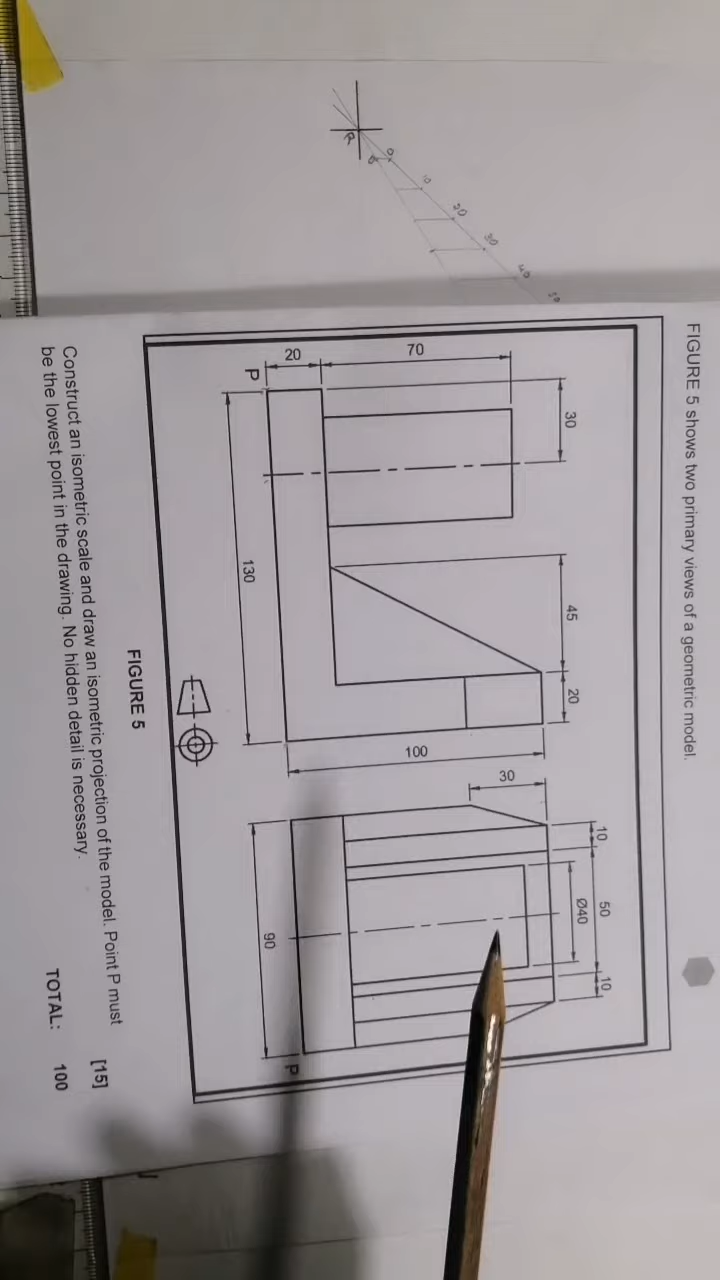 FIGURE 5 shows two primary views of a geometric model.
30
45
20
70
20
P
130
100
30
10
50
10
Ø40
90
P
FIGURE 5
Construct an isometric scale and draw an isometric projection of the model. Point P must
be the lowest point in the drawing. No hidden detail is necessary.
[15]
TOTAL: 100
R
0
10
20
30
40
50